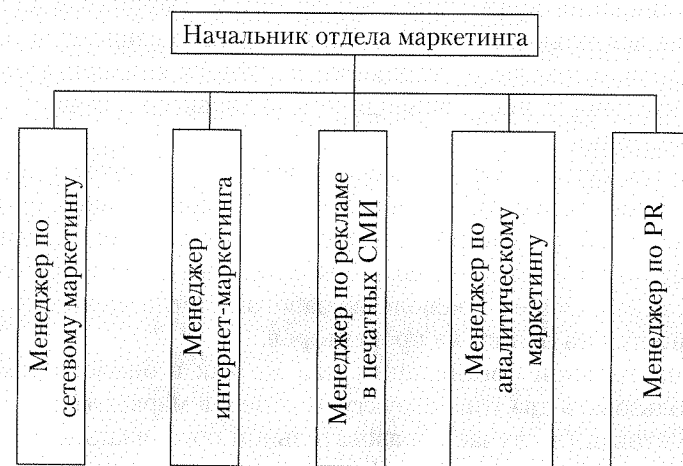 Начальник отдела маркетинга
Менеджер по
сетевому маркетингу
Менеджер
интернет-маркетинга
Менеджер по рекламе
в печатных СМИ
Менеджер по
аналитическому
маркетингу
Менеджер по PR